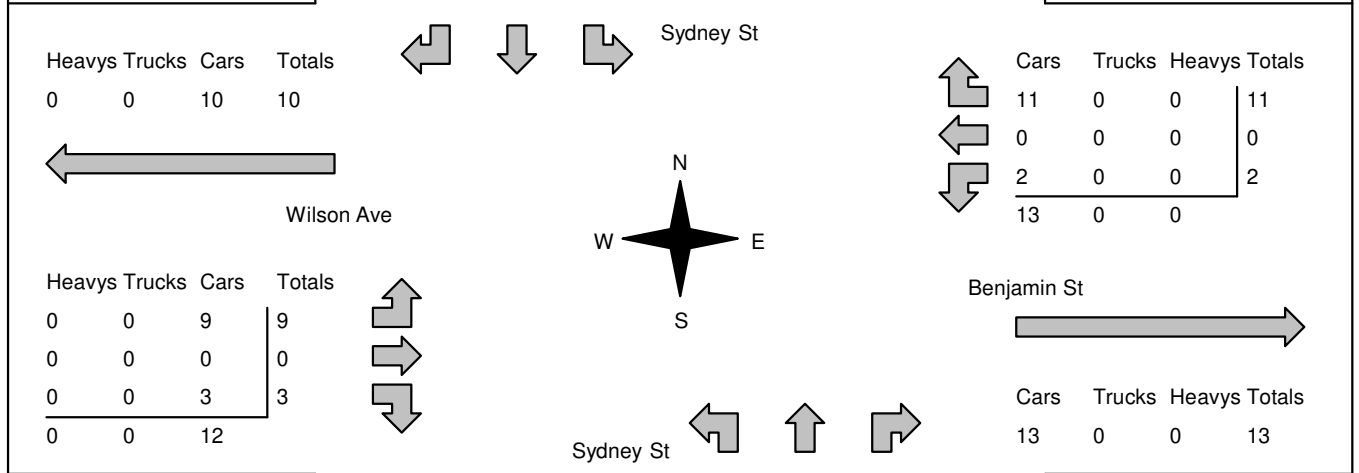 Sydney St
Heavys Trucks Cars Totals
0 0 10 10
Wilson Ave
Heavys Trucks Cars Totals
0 0 9 9
0 0 0 0
0 0 3 3
0 0 12
N
W E
S
Cars Trucks Heavys Totals
11 0 0 11
0 0 0 0
2 0 0 2
13 0 0
Benjamin St
Cars Trucks Heavys Totals
13 0 0 13
Sydney St